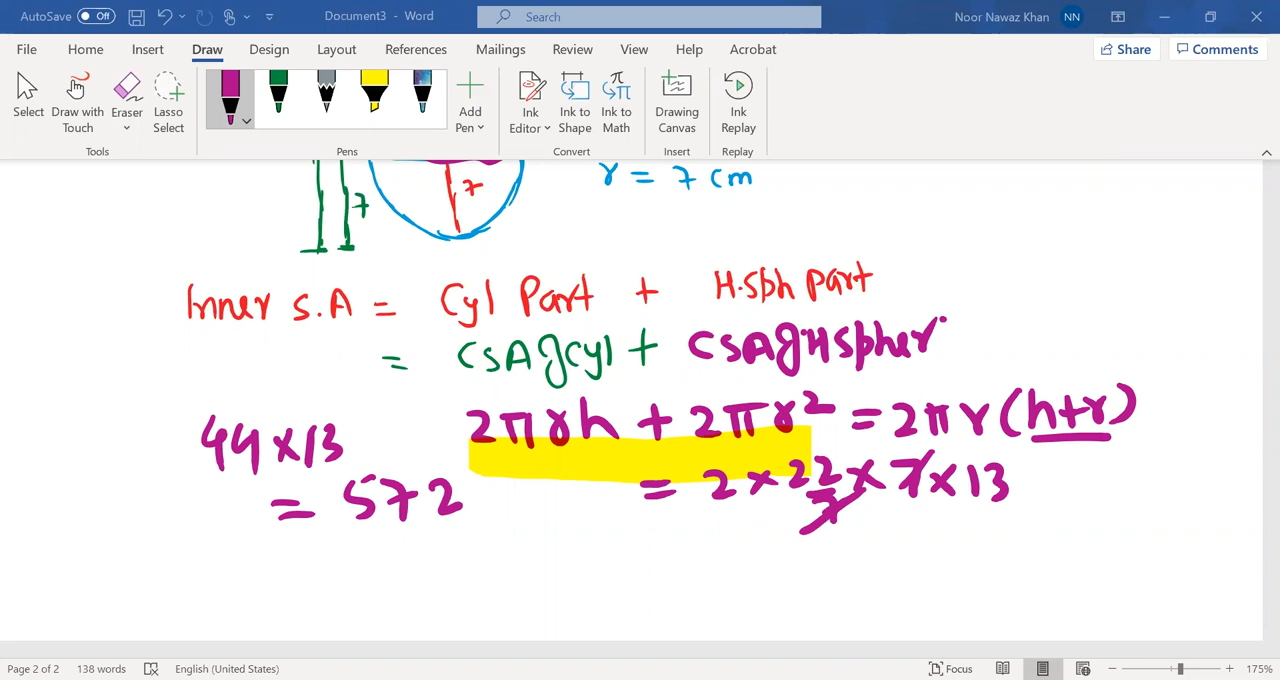 AutoSave Off Document3 - Word Search Noor Nawaz Khan NN
File Home Insert Draw Design Layout References Mailings Review View Help Acrobat Share Comments
Select Draw with Touch Eraser Lasso Select Add Pen Ink Editor Ink to Shape Ink to Math Drawing Canvas Ink Replay
Tools Pens Convert Insert Replay
7 r = 7 cm
7
Inner S.A = Cyl Part + H.Sph part
= CSA of Cyl + CSA of H spher
2πrh + 2πr² = 2πr(h+r)
44×13
= 2 × 22/7 × 7 × 13
= 572
Page 2 of 2 138 words English (United States) Focus 175%